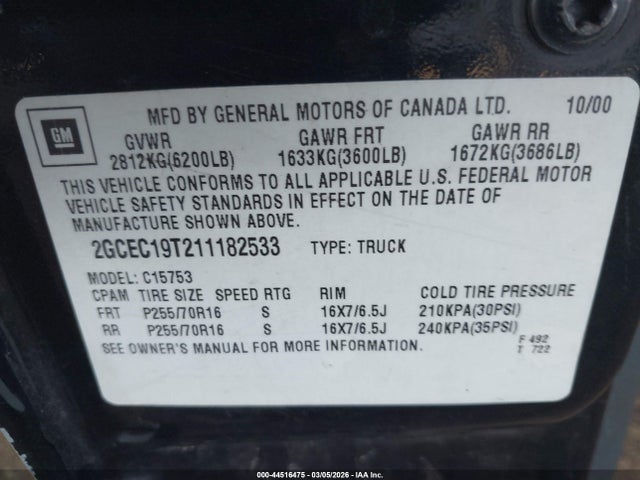 GM
MFD BY GENERAL MOTORS OF CANADA LTD. 10/00
GVWR GAWR FRT GAWR RR
2812KG(6200LB) 1633KG(3600LB) 1672KG(3686LB)
THIS VEHICLE CONFORMS TO ALL APPLICABLE U.S. FEDERAL MOTOR
VEHICLE SAFETY STANDARDS IN EFFECT ON THE DATE OF
MANUFACTURE SHOWN ABOVE.
2GCEC19T211182533 TYPE: TRUCK
MODEL: C15753
CPAM TIRE SIZE SPEED RTG RIM COLD TIRE PRESSURE
FRT P255/70R16 S 16X7/6.5J 210KPA(30PSI)
RR P255/70R16 S 16X7/6.5J 240KPA(35PSI)
SEE OWNER'S MANUAL FOR MORE INFORMATION. F 492
T 722
000-44516475 - 03/05/2026 - IAA Inc.